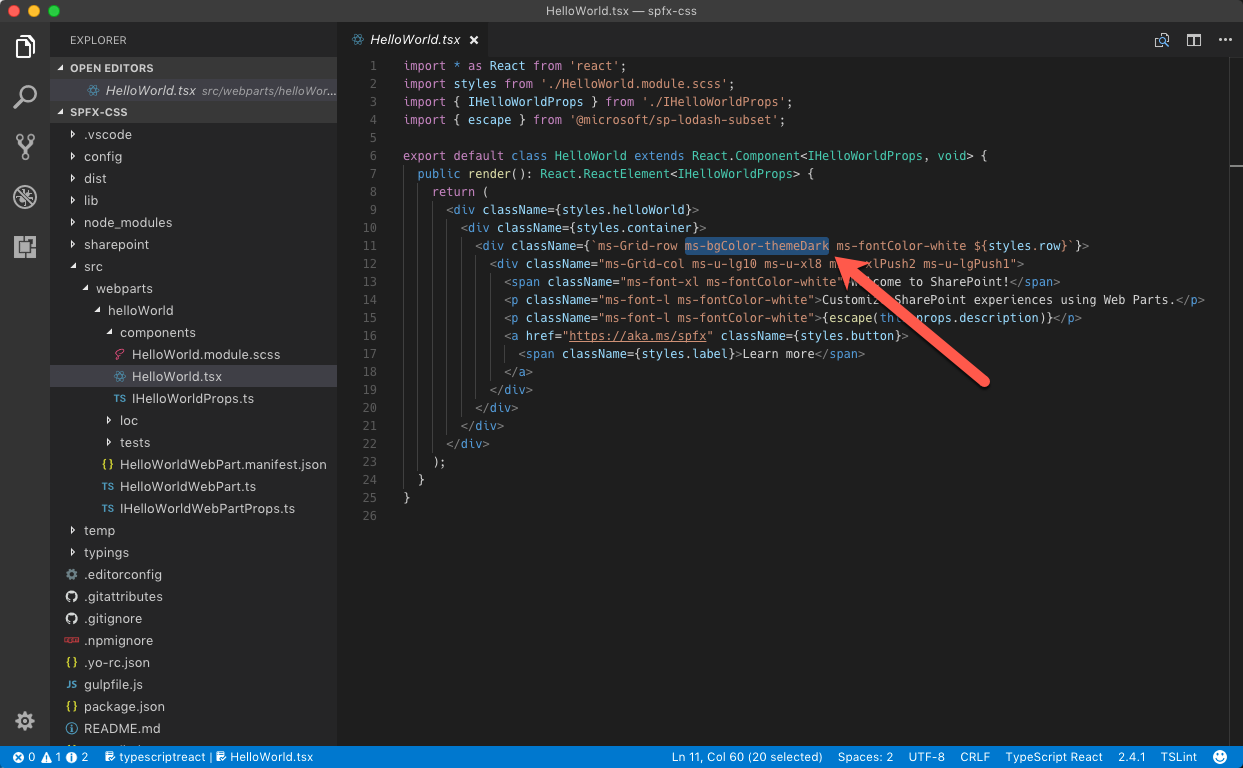 HelloWorld.tsx — spfx-css
EXPLORER
OPEN EDITORS
HelloWorld.tsx src/webparts/helloWor...
SPFX-CSS
.vscode
config
dist
lib
node_modules
sharepoint
src
webparts
helloWorld
components
HelloWorld.module.scss
HelloWorld.tsx
TS IHelloWorldProps.ts
loc
tests
{} HelloWorldWebPart.manifest.json
TS HelloWorldWebPart.ts
TS IHelloWorldWebPartProps.ts
temp
typings
.editorconfig
.gitattributes
.gitignore
.npmignore
{} .yo-rc.json
JS gulpfile.js
{} package.json
README.md
HelloWorld.tsx
1 import * as React from 'react';
2 import styles from './HelloWorld.module.scss';
3 import { IHelloWorldProps } from './IHelloWorldProps';
4 import { escape } from '@microsoft/sp-lodash-subset';
5
6 export default class HelloWorld extends React.Component<IHelloWorldProps, void> {
7 public render(): React.ReactElement<IHelloWorldProps> {
8 return (
9 <div className={styles.helloWorld}>
10 <div className={styles.container}>
11 <div className={`ms-Grid-row ms-bgColor-themeDark ms-fontColor-white ${styles.row}`}>
12 <div className="ms-Grid-col ms-u-lg10 ms-u-xl8 ms-u-xlPush2 ms-u-lgPush1">
13 <span className="ms-font-xl ms-fontColor-white">Welcome to SharePoint!</span>
14 <p className="ms-font-l ms-fontColor-white">Customize SharePoint experiences using Web Parts.</p>
15 <p className="ms-font-l ms-fontColor-white">{escape(this.props.description)}</p>
16 <a href="https://aka.ms/spfx" className={styles.button}>
17 <span className={styles.label}>Learn more</span>
18 </a>
19 </div>
20 </div>
21 </div>
22 </div>
23 );
24 }
25 }
26
0 1 2 typescriptreact | HelloWorld.tsx Ln 11, Col 60 (20 selected) Spaces: 2 UTF-8 CRLF TypeScript React 2.4.1 TSLint